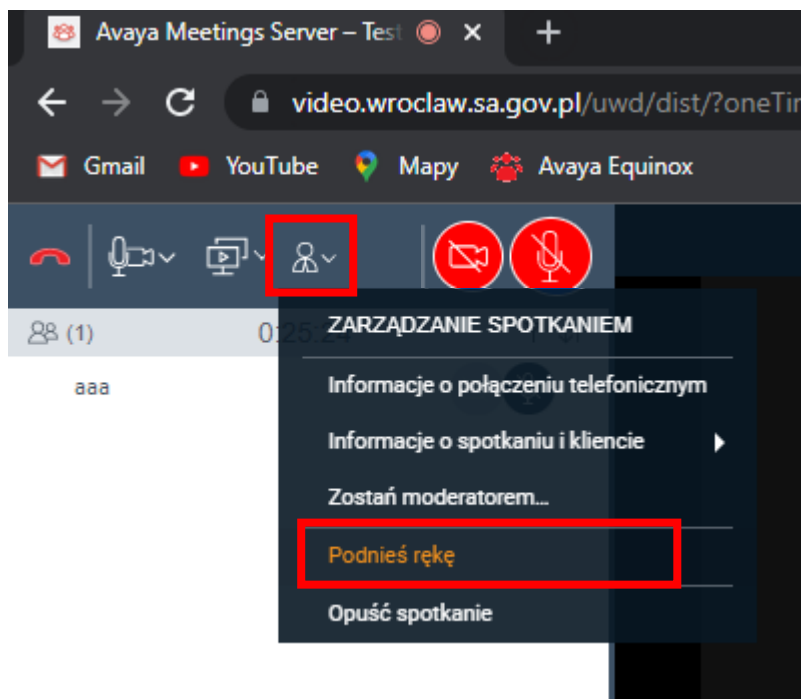 Avaya Meetings Server – Test
video.wroclaw.sa.gov.pl/uwd/dist/?oneTin
Gmail YouTube Mapy Avaya Equinox
(1) 0:25:24
ZARZĄDZANIE SPOTKANIEM
aaa
Informacje o połączeniu telefonicznym
Informacje o spotkaniu i kliencie
Zostań moderatorem...
Podnieś rękę
Opuść spotkanie